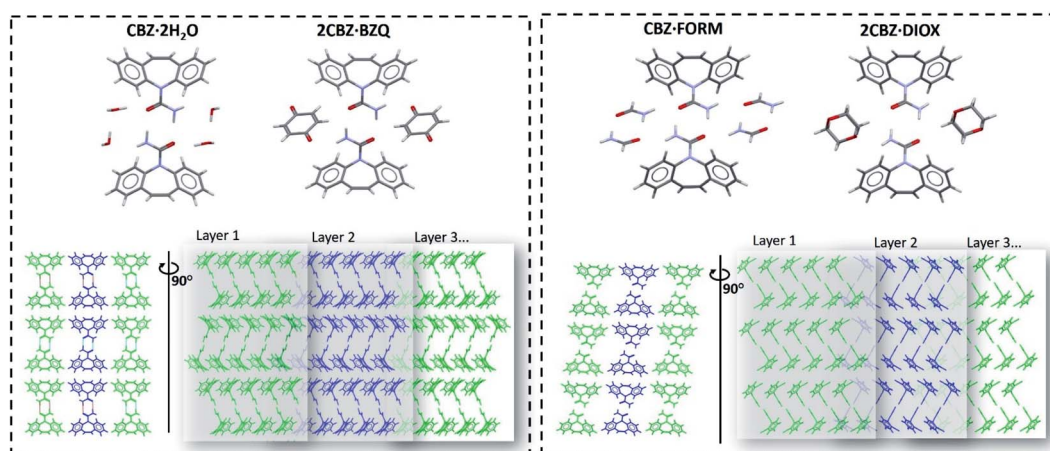 CBZ·2H₂O
2CBZ·BZQ
Layer 1
Layer 2
Layer 3...
90°
CBZ·FORM
2CBZ·DIOX
Layer 1
Layer 2
Layer 3...
90°